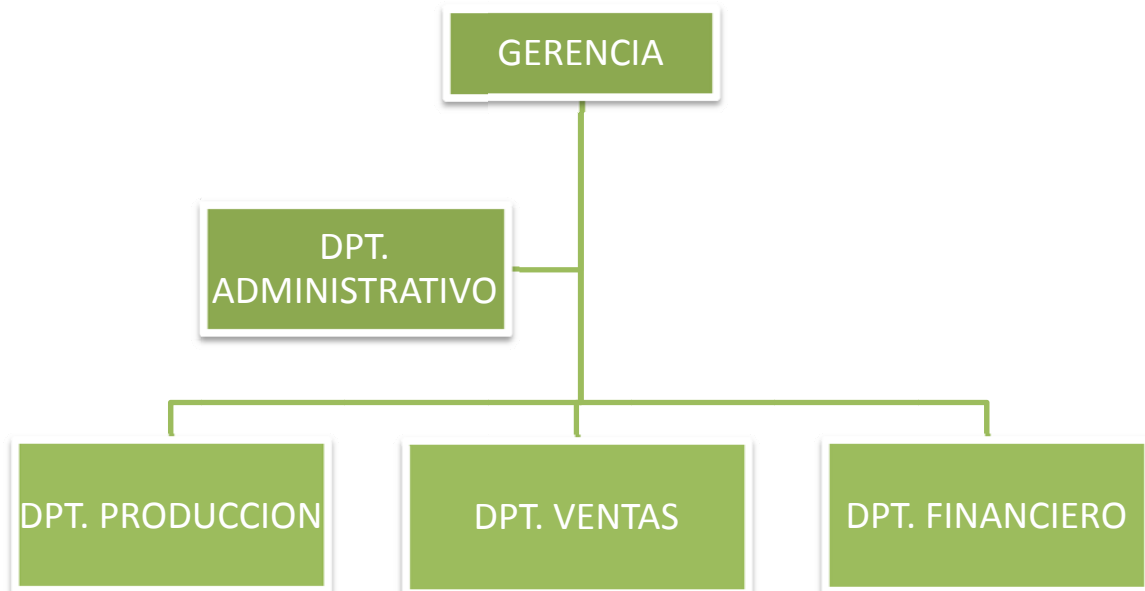 GERENCIA
DPT.
ADMINISTRATIVO
DPT. PRODUCCION
DPT. VENTAS
DPT. FINANCIERO